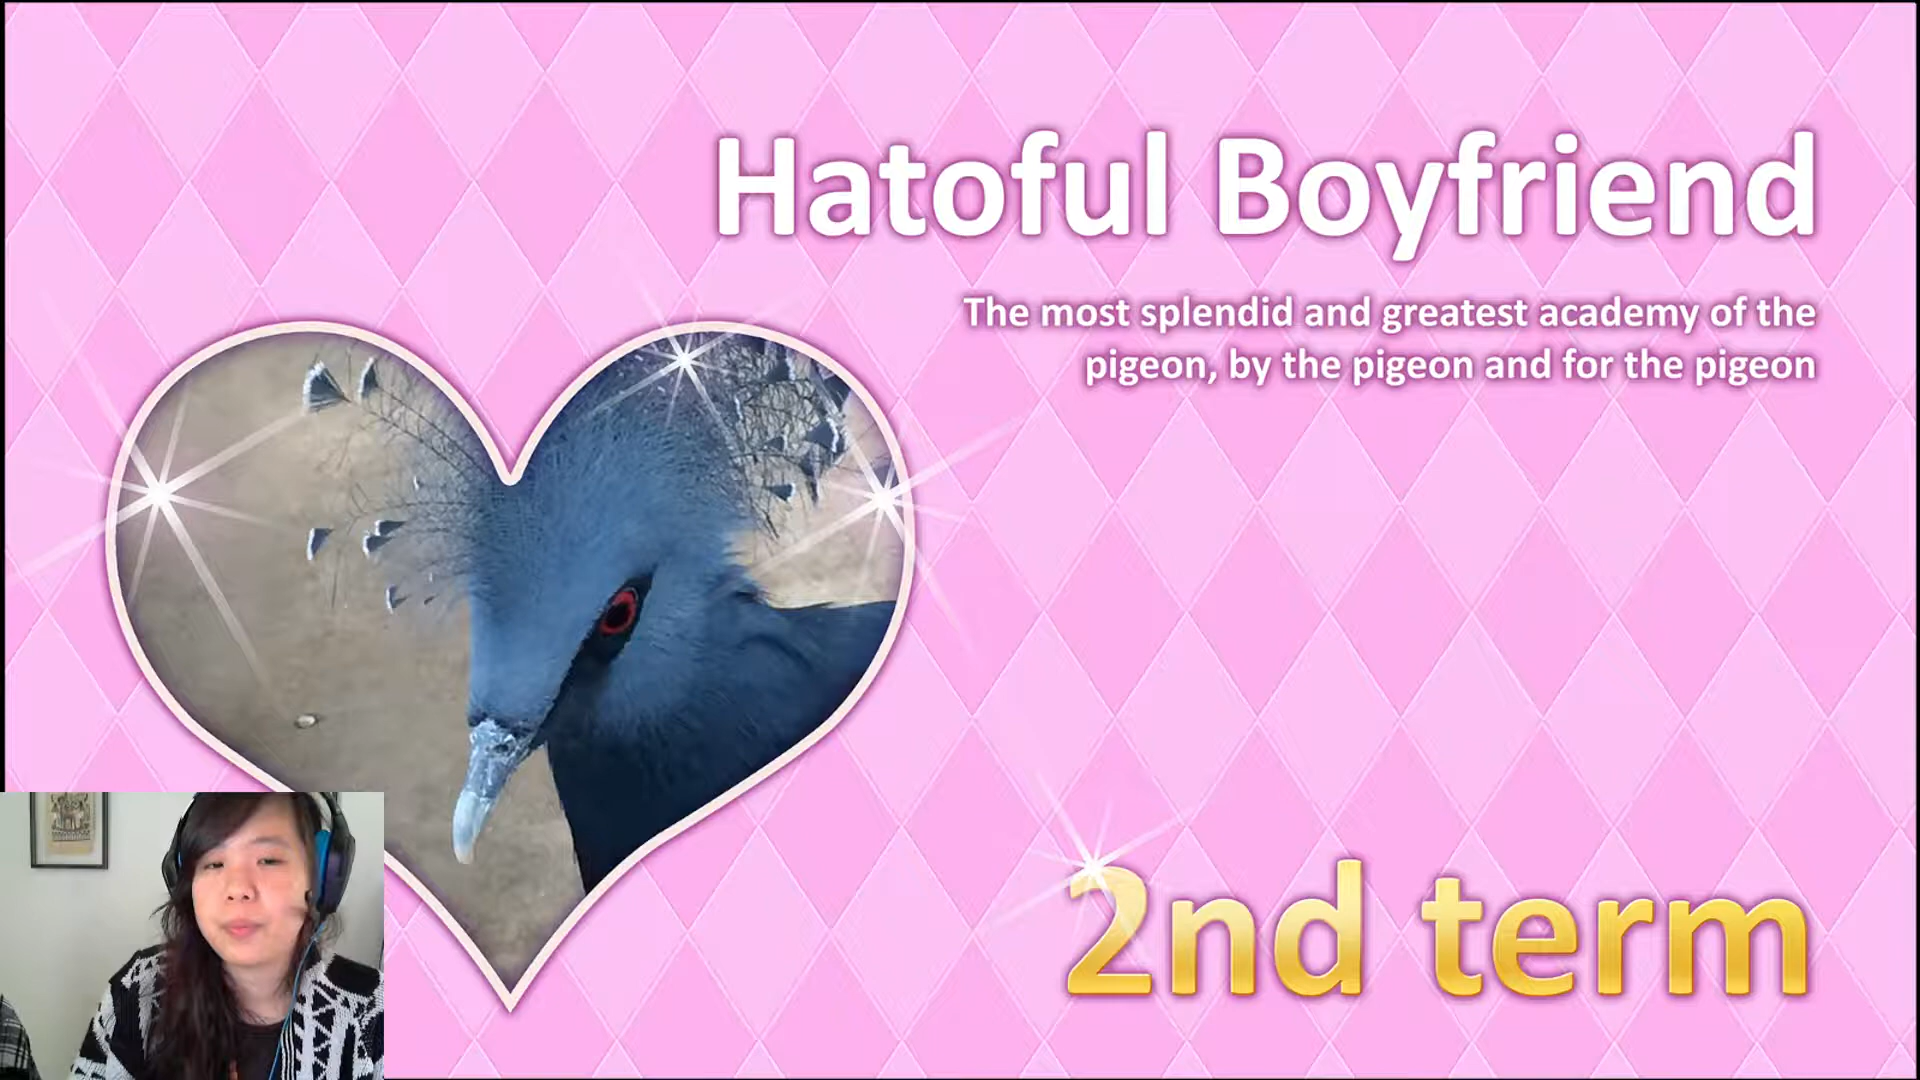 Hatoful Boyfriend
The most splendid and greatest academy of the
pigeon, by the pigeon and for the pigeon
2nd term